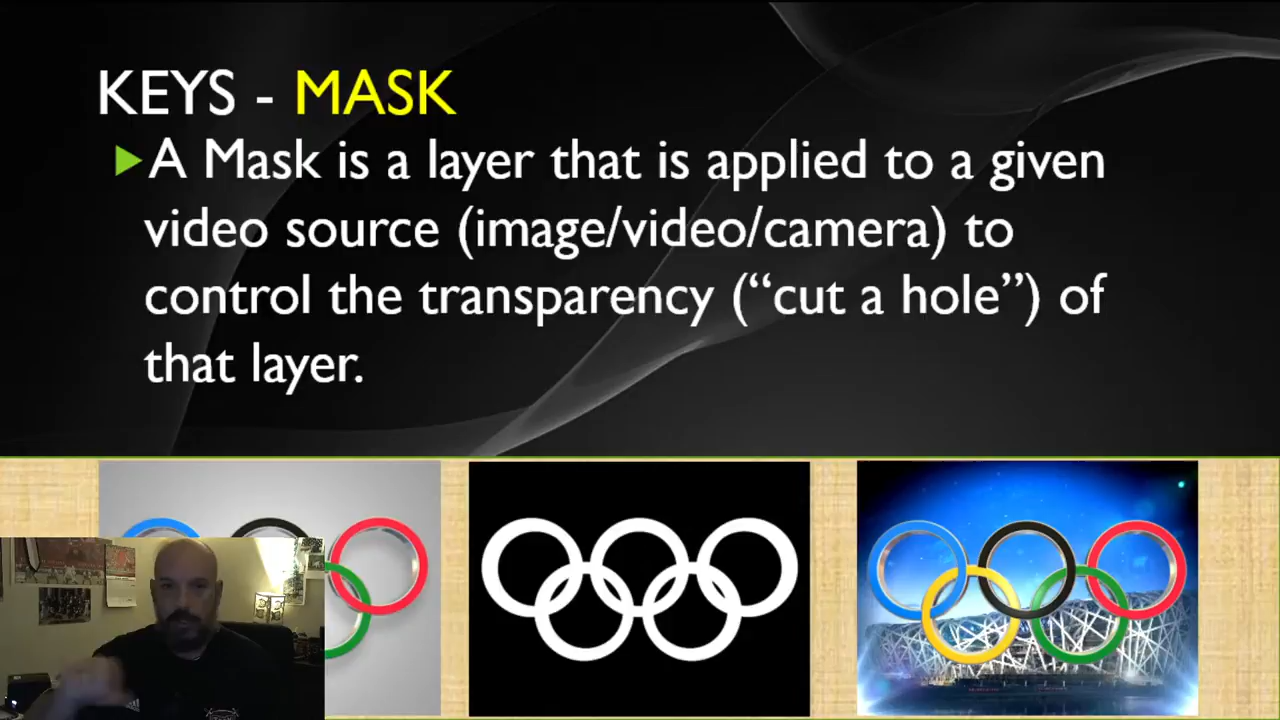 KEYS - MASK
A Mask is a layer that is applied to a given
video source (image/video/camera) to
control the transparency (“cut a hole”) of
that layer.